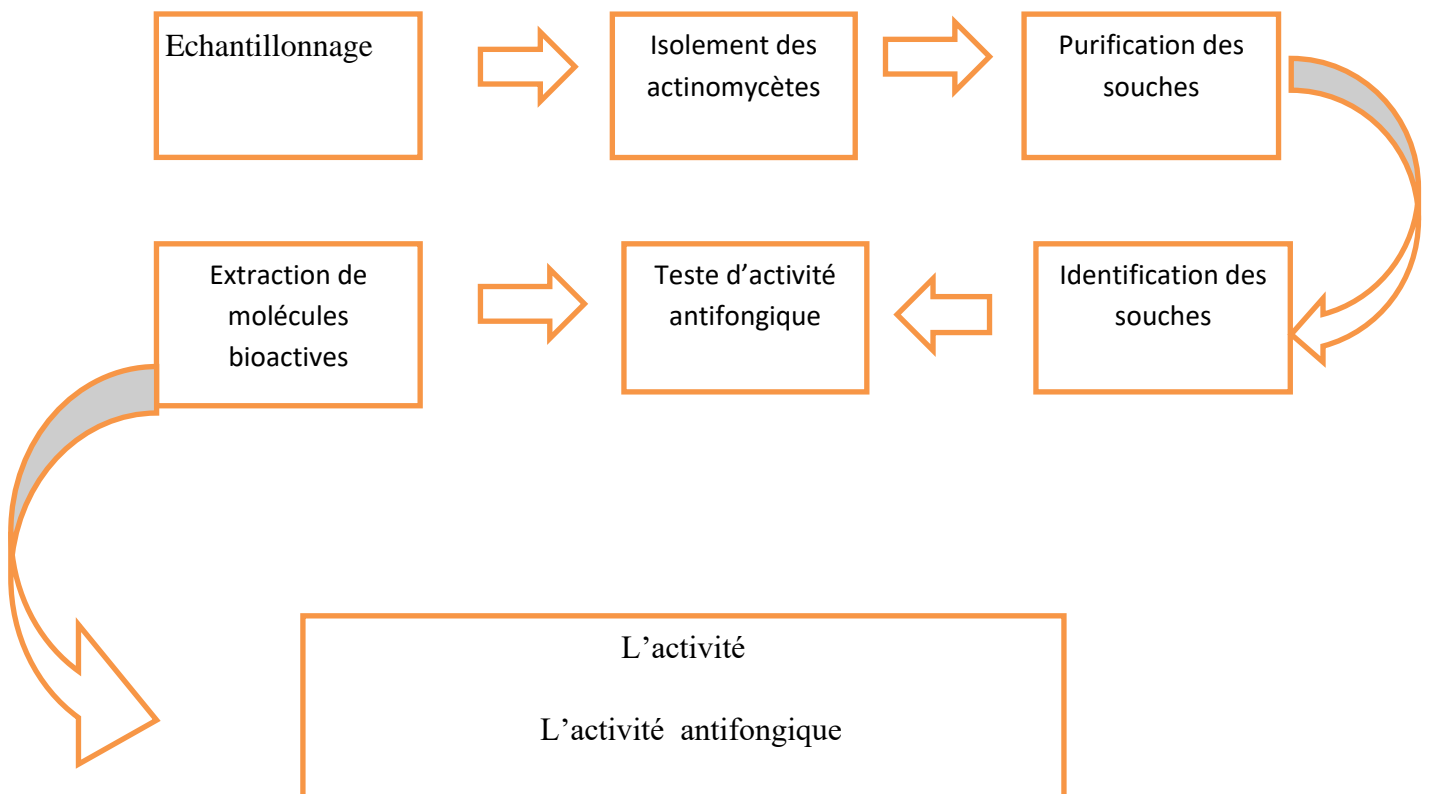 Echantillonnage
Isolement des
actinomycètes
Purification des
souches
Extraction de
molécules
bioactives
Teste d’activité
antifongique
Identification des
souches
L’activité
L’activité antifongique